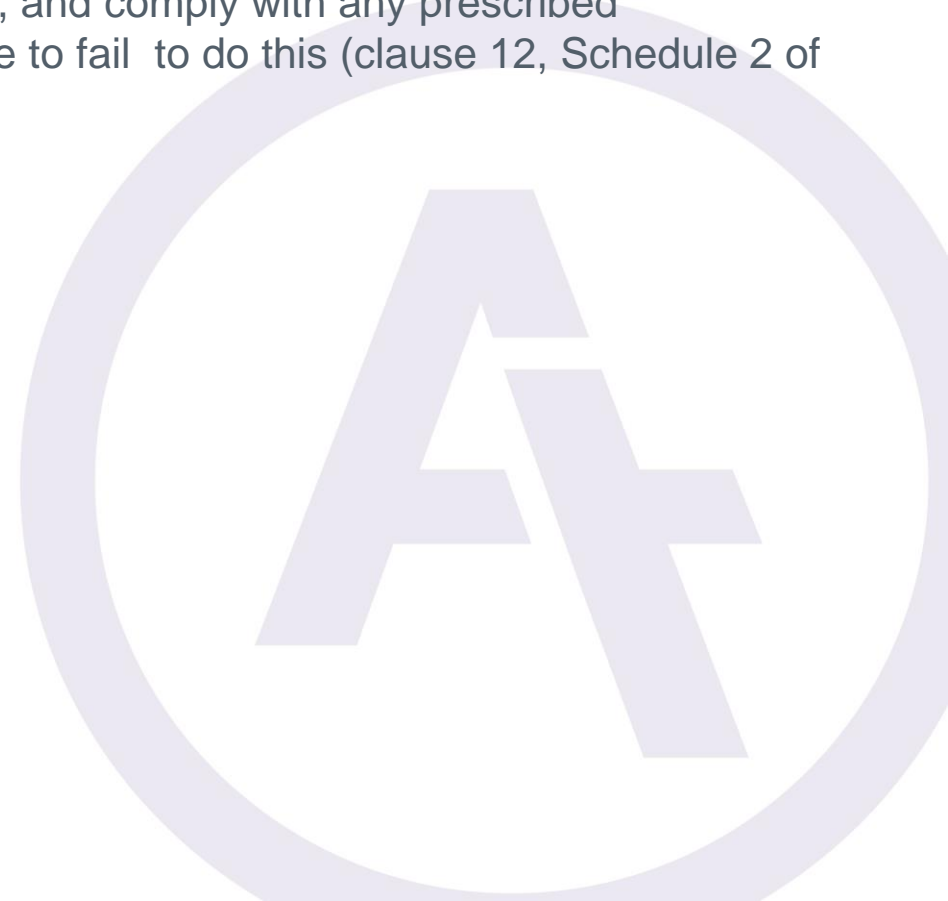 , and comply with any prescribed
e to fail to do this (clause 12, Schedule 2 of